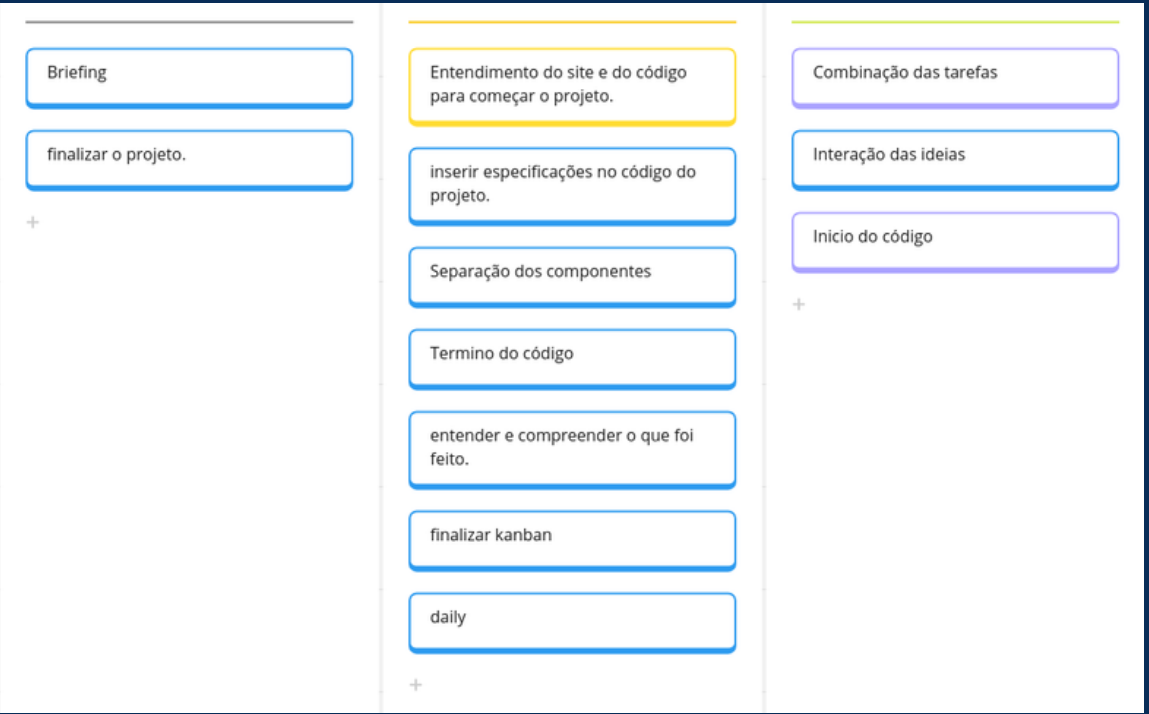 Briefing
finalizar o projeto.
Entendimento do site e do código
para começar o projeto.
inserir especificações no código do
projeto.
Separação dos componentes
Termino do código
entender e compreender o que foi
feito.
finalizar kanban
daily
Combinação das tarefas
Interação das ideias
Inicio do código